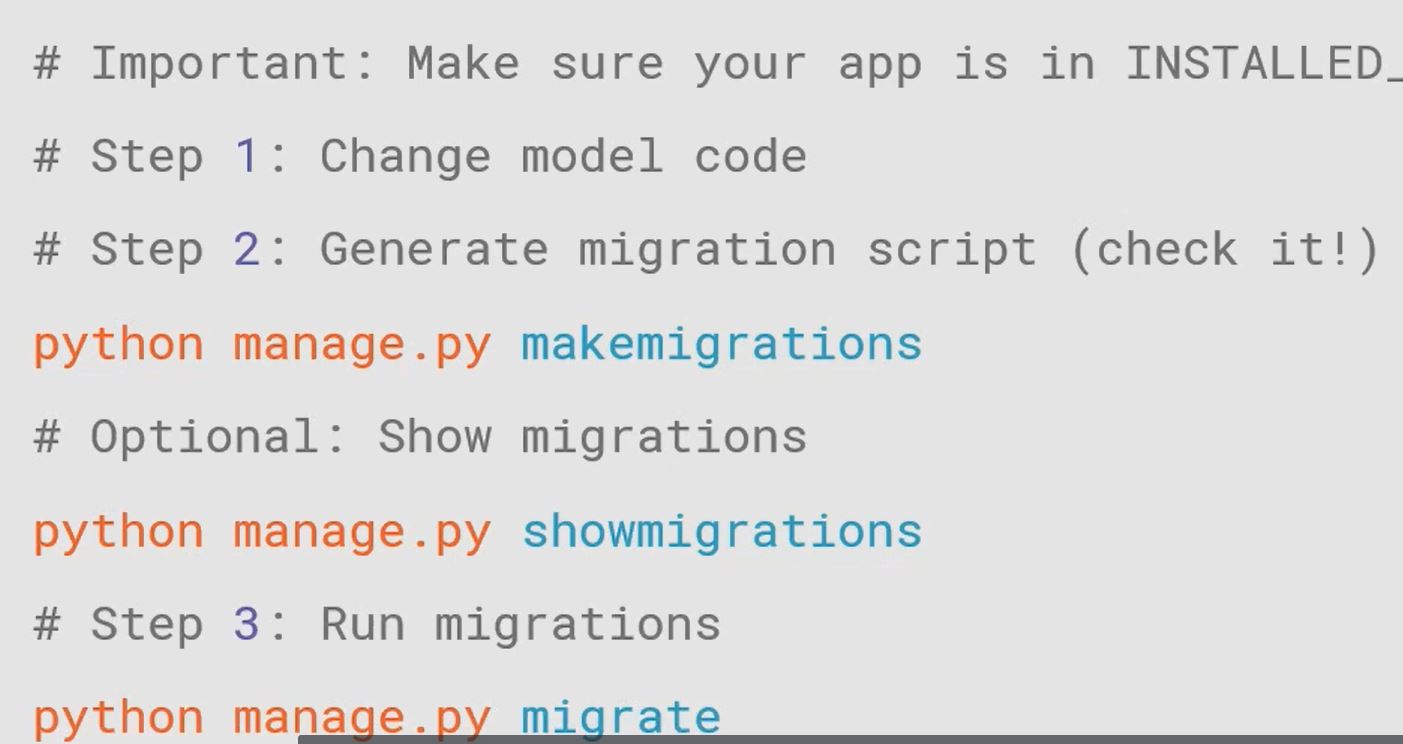 # Important: Make sure your app is in INSTALLED_
# Step 1: Change model code
# Step 2: Generate migration script (check it!)
python manage.py makemigrations
# Optional: Show migrations
python manage.py showmigrations
# Step 3: Run migrations
python manage.py migrate